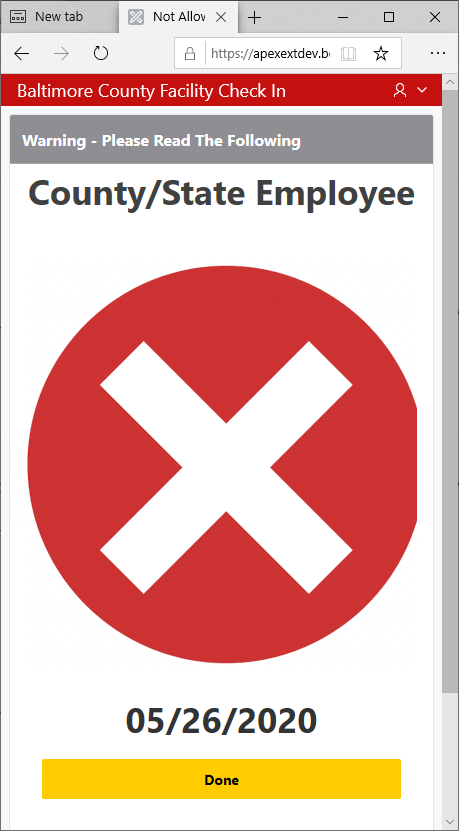 New tab
Not Allow
https://apexextdev.b
Baltimore County Facility Check In
Warning - Please Read The Following
County/State Employee
05/26/2020
Done